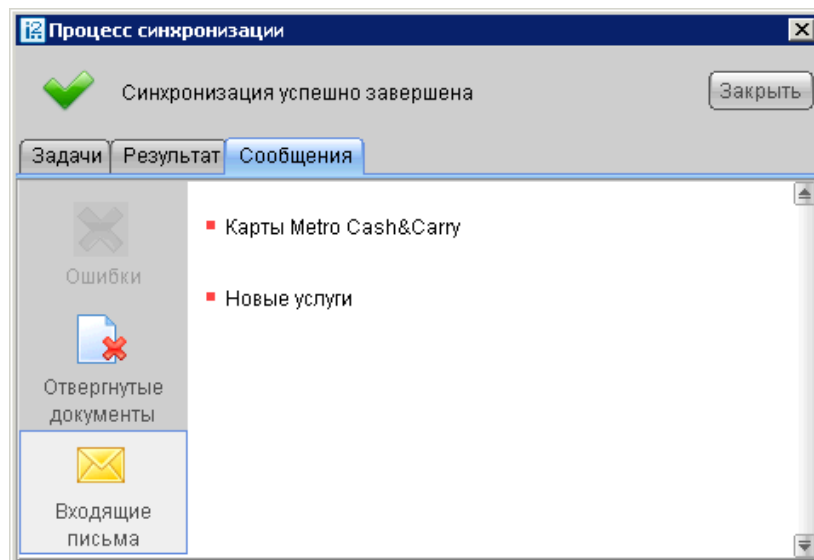 Процесс синхронизации
Синхронизация успешно завершена
Закрыть
Задачи
Результат
Сообщения
Ошибки
Отвергнутые
документы
Входящие
письма
Карты Metro Cash&Carry
Новые услуги